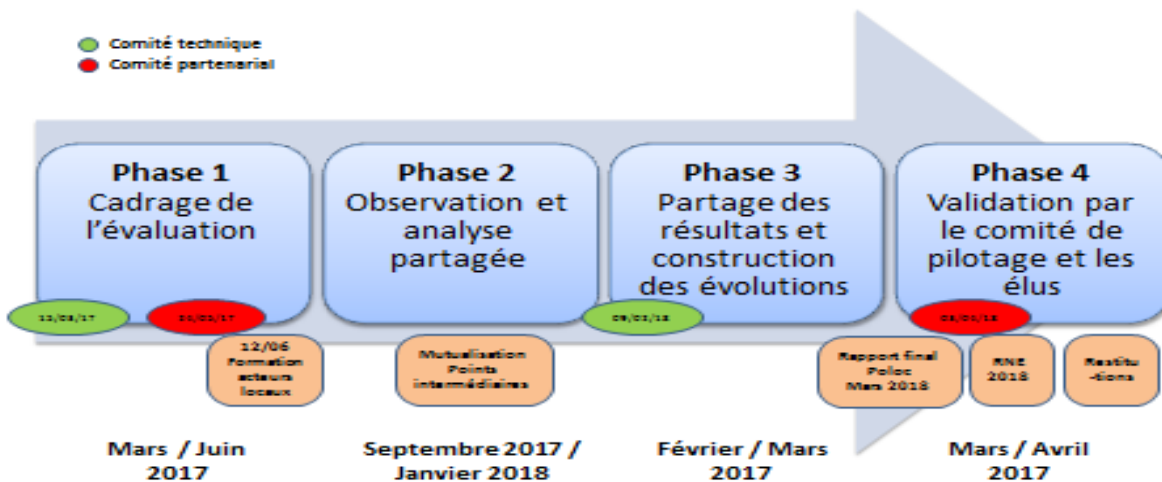 Comité technique
Comité partenarial
Phase 1
Cadrage de
l'évaluation
Phase 2
Observation et
analyse
partagée
Phase 3
Partage des
résultats et
construction
des évolutions
Phase 4
Validation par
le comité de
pilotage et les
élus
12/06
Formation
acteurs
locaux
Mutualisation
Points
intermédiaires
Rapport final
Poloc
Mars 2018
RNE
2018
Restitu
-tions
Mars / Juin
2017
Septembre 2017 /
Janvier 2018
Février / Mars
2017
Mars / Avril
2017